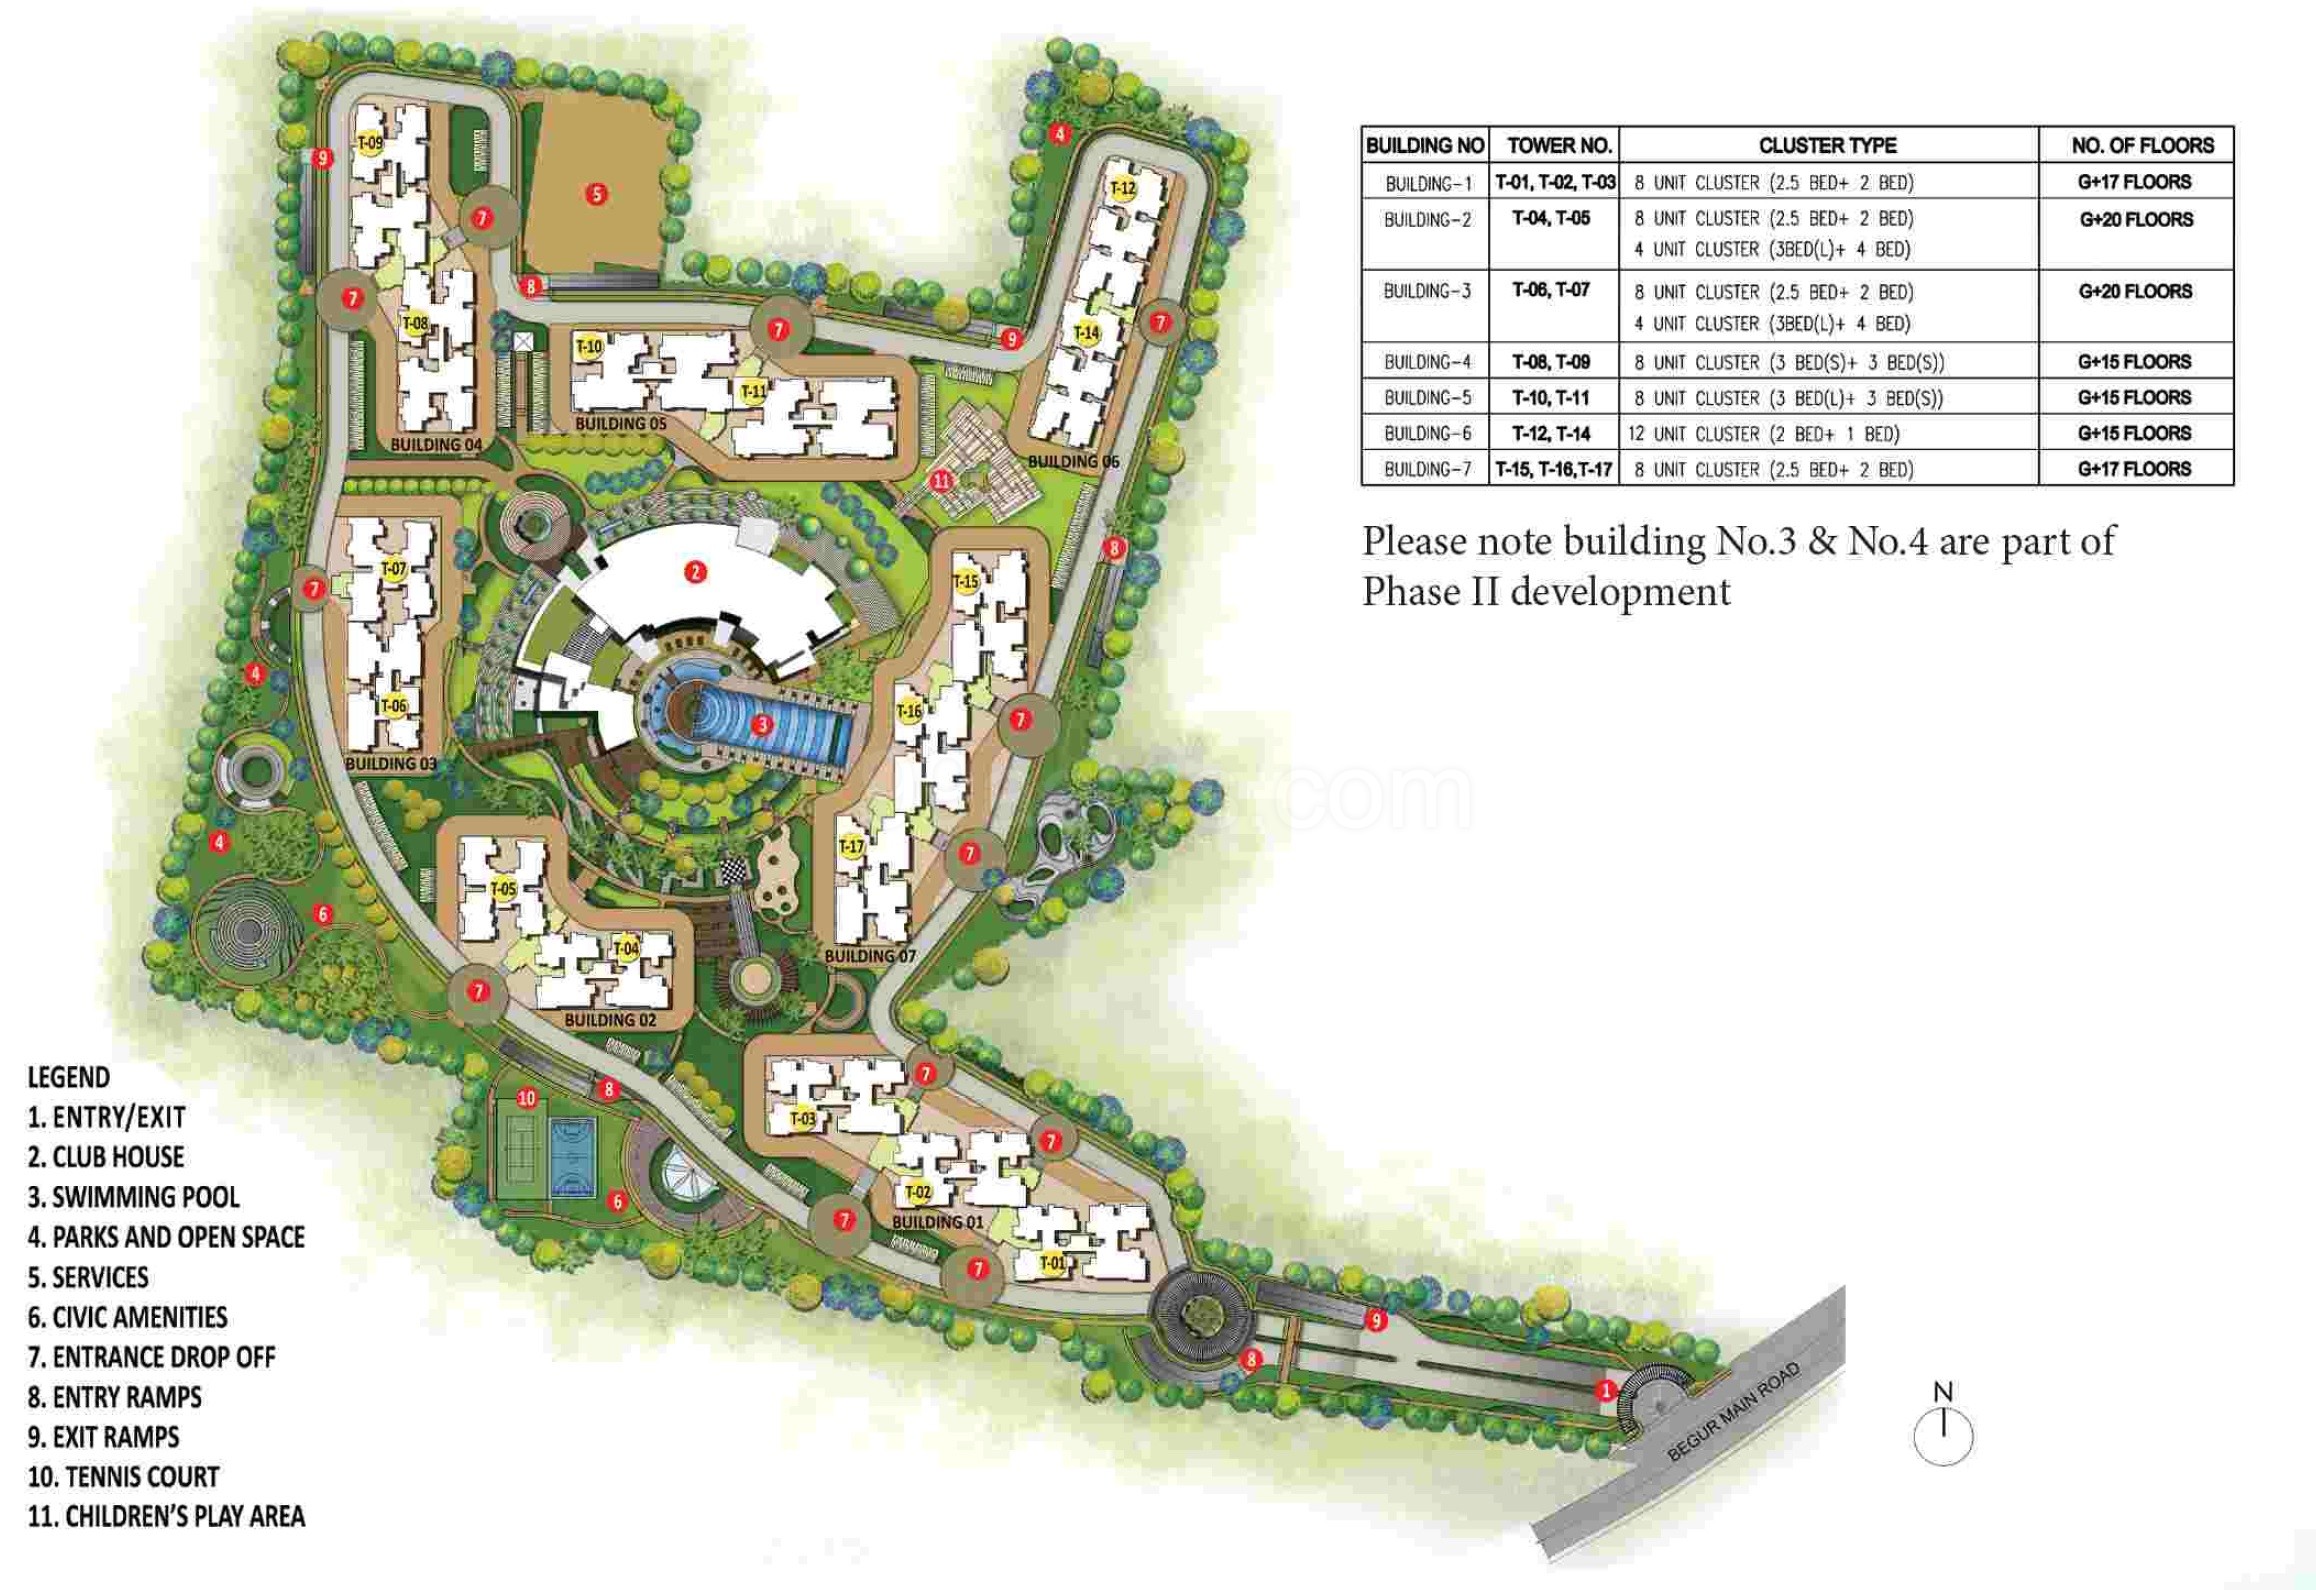 BUILDING NO TOWER NO. CLUSTER TYPE NO. OF FLOORS
BUILDING-1 T-01, T-02, T-03 8 UNIT CLUSTER (2.5 BED+ 2 BED) G+17 FLOORS
BUILDING-2 T-04, T-05 8 UNIT CLUSTER (2.5 BED+ 2 BED) G+20 FLOORS
4 UNIT CLUSTER (3BED(L)+ 4 BED)
BUILDING-3 T-06, T-07 8 UNIT CLUSTER (2.5 BED+ 2 BED) G+20 FLOORS
4 UNIT CLUSTER (3BED(L)+ 4 BED)
BUILDING-4 T-08, T-09 8 UNIT CLUSTER (3 BED(S)+ 3 BED(S)) G+15 FLOORS
BUILDING-5 T-10, T-11 8 UNIT CLUSTER (3 BED(L)+ 3 BED(S)) G+15 FLOORS
BUILDING-6 T-12, T-14 12 UNIT CLUSTER (2 BED+ 1 BED) G+15 FLOORS
BUILDING-7 T-15, T-16,T-17 8 UNIT CLUSTER (2.5 BED+ 2 BED) G+17 FLOORS
Please note building No.3 & No.4 are part of
Phase II development
4
T-09
9
T-12
5
7
8
7
T-08
7
T-10
7
9
T-14
7
T-11
BUILDING 05
BUILDING 04
BUILDING 06
11
8
T-07
2
T-15
7
4
T-06
3
T-16
7
BUILDING 03
com
4
T-17
7
T-05
6
T-04
BUILDING 07
7
BUILDING 02
7
8
10
T-03
7
6
T-02
7
BUILDING 01
T-01
7
9
8
1
BEGUR MAIN ROAD
N
LEGEND
1. ENTRY/EXIT
2. CLUB HOUSE
3. SWIMMING POOL
4. PARKS AND OPEN SPACE
5. SERVICES
6. CIVIC AMENITIES
7. ENTRANCE DROP OFF
8. ENTRY RAMPS
9. EXIT RAMPS
10. TENNIS COURT
11. CHILDREN'S PLAY AREA